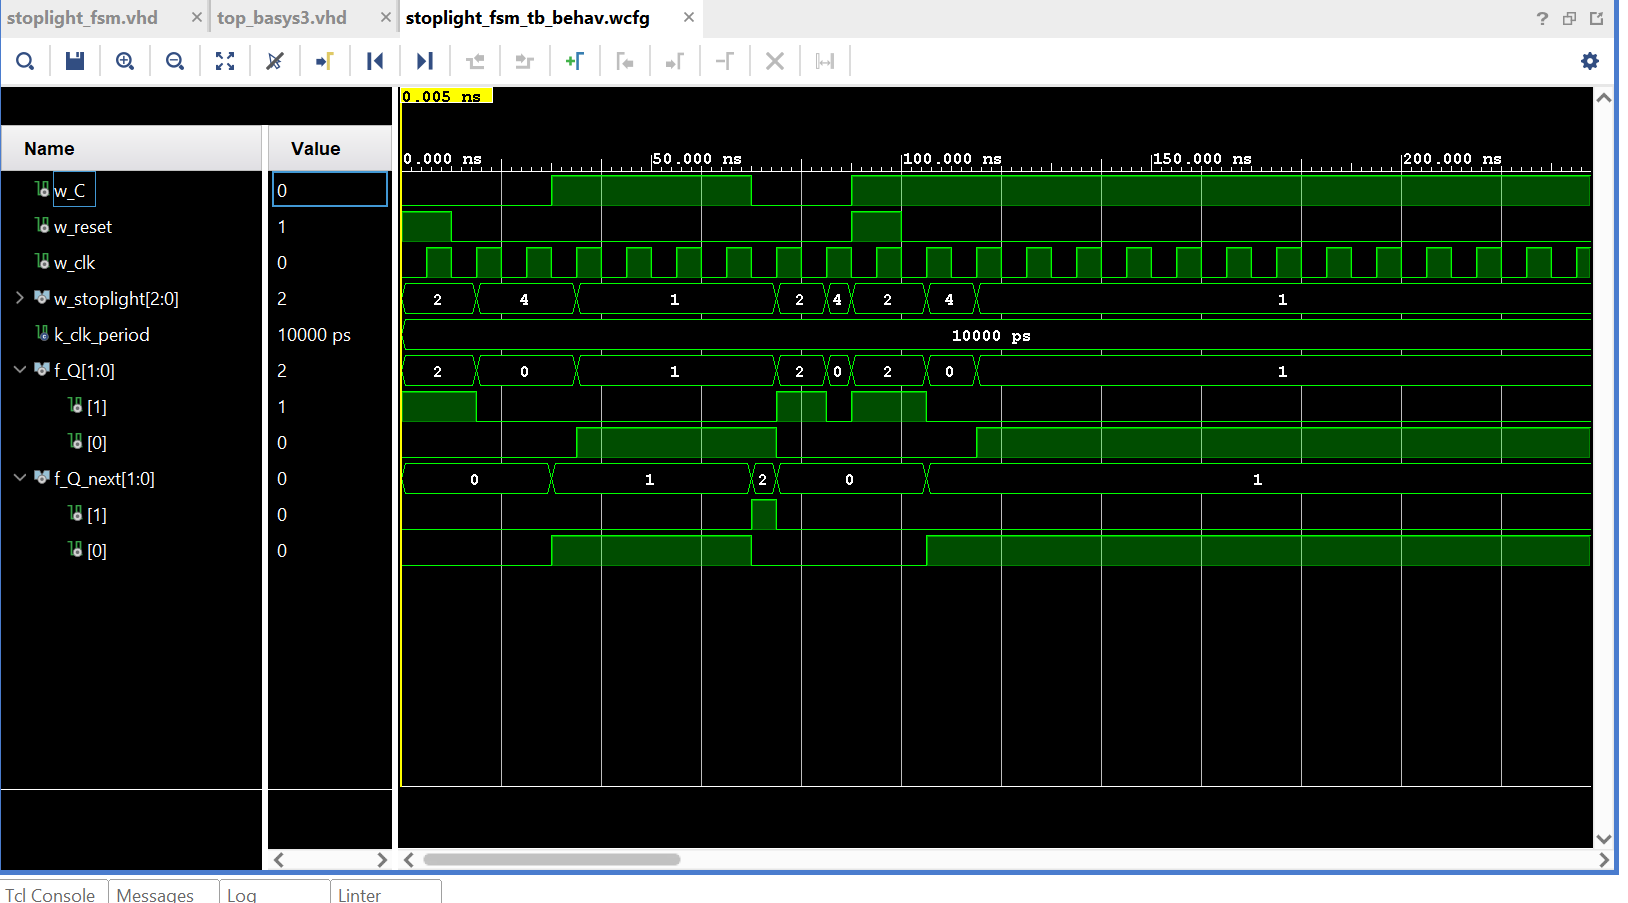 stoplight_fsm.vhd × top_basys3.vhd × stoplight_fsm_tb_behav.wcfg × ?
0.005 ns
0.000 ns 50.000 ns 100.000 ns 150.000 ns 200.000 ns
Name Value
w_C 0
w_reset 1
w_clk 0
w_stoplight[2:0] 2 2 4 1 2 4 2 4 1
k_clk_period 10000 ps 10000 ps
f_Q[1:0] 2 2 0 1 2 0 2 0 1
[1] 1
[0] 0
f_Q_next[1:0] 0 0 1 2 0 1
[1] 0
[0] 0
Tcl Console Messages Log Linter